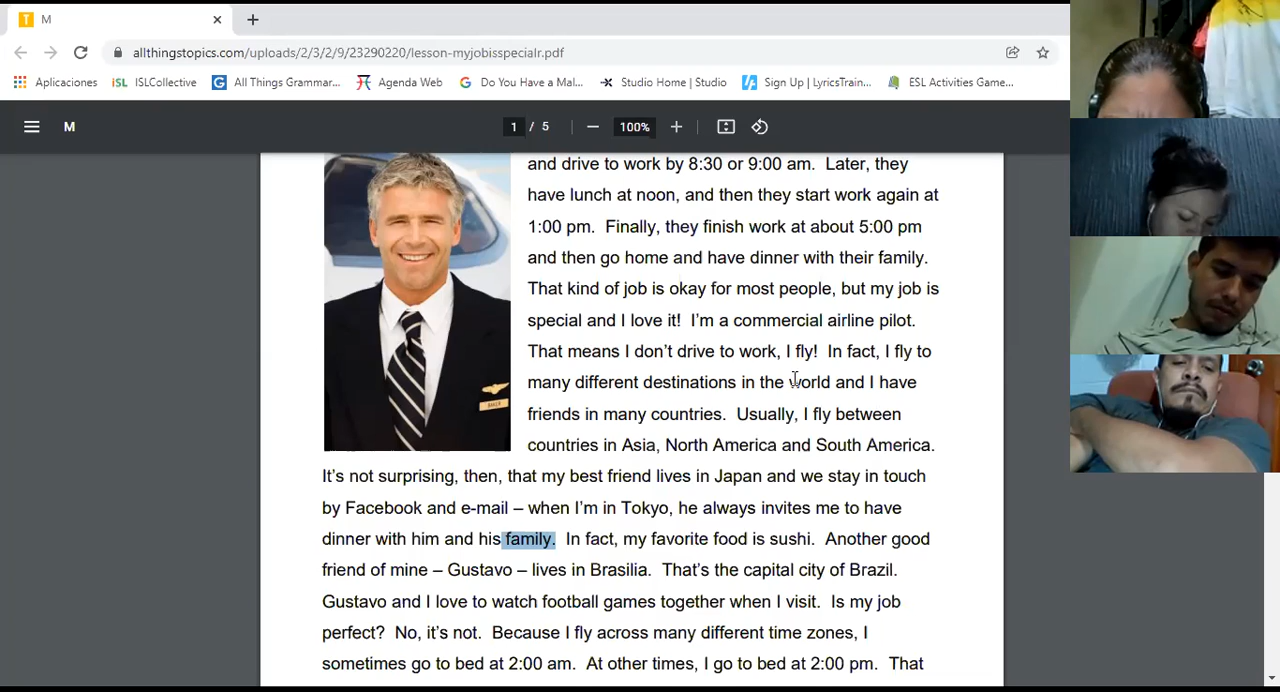 M
allthingstopics.com/uploads/2/3/2/9/23290220/lesson-myjobisspecialr.pdf
Aplicaciones iSL ISLCollective All Things Grammar... Agenda Web Do You Have a Mal... Studio Home | Studio Sign Up | LyricsTrain... ESL Activities Game...
M 1 / 5 100%
and drive to work by 8:30 or 9:00 am. Later, they
have lunch at noon, and then they start work again at
1:00 pm. Finally, they finish work at about 5:00 pm
and then go home and have dinner with their family.
That kind of job is okay for most people, but my job is
special and I love it! I'm a commercial airline pilot.
That means I don't drive to work, I fly! In fact, I fly to
many different destinations in the world and I have
friends in many countries. Usually, I fly between
countries in Asia, North America and South America.
It's not surprising, then, that my best friend lives in Japan and we stay in touch
by Facebook and e-mail – when I'm in Tokyo, he always invites me to have
dinner with him and his family. In fact, my favorite food is sushi. Another good
friend of mine – Gustavo – lives in Brasilia. That's the capital city of Brazil.
Gustavo and I love to watch football games together when I visit. Is my job
perfect? No, it's not. Because I fly across many different time zones, I
sometimes go to bed at 2:00 am. At other times, I go to bed at 2:00 pm. That